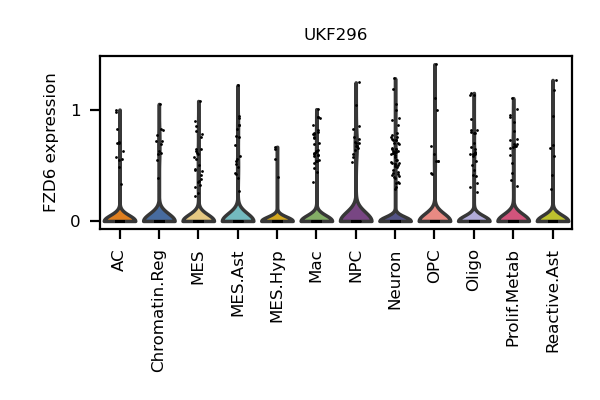 UKF296
FZD6 expression
1
0
AC
Chromatin.Reg
MES
MES.Ast
MES.Hyp
Mac
NPC
Neuron
OPC
Oligo
Prolif.Metab
Reactive.Ast